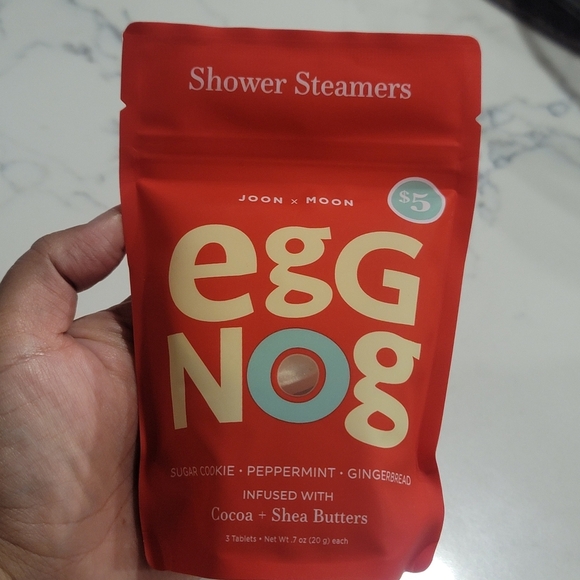 Shower Steamers
JOON x MOON
$5
egG
NOg
SUGAR COOKIE • PEPPERMINT • GINGERBREAD
INFUSED WITH
Cocoa + Shea Butters
3 Tablets • Net Wt .7 oz (20 g) each